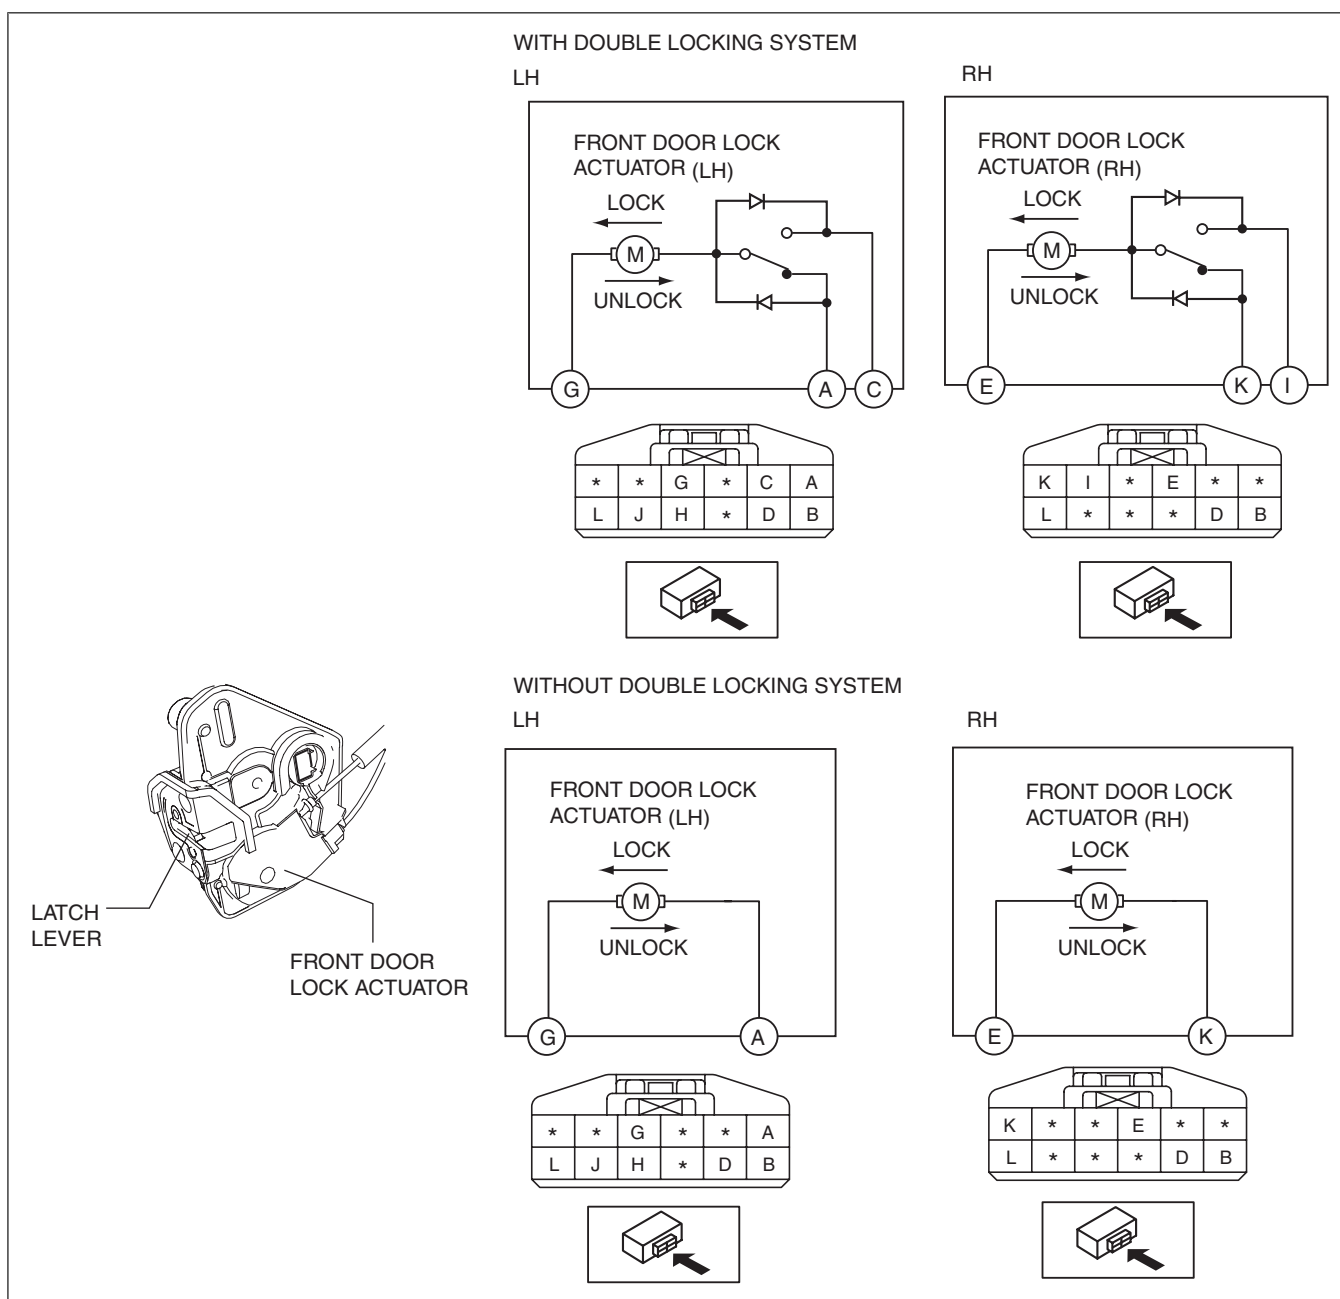 WITH DOUBLE LOCKING SYSTEM
LH
FRONT DOOR LOCK
ACTUATOR (LH)
LOCK
M
UNLOCK
G A C
* * G * C A
L J H * D B
RH
FRONT DOOR LOCK
ACTUATOR (RH)
LOCK
M
UNLOCK
E K I
K I * E * *
L * * * D B
LATCH
LEVER
FRONT DOOR
LOCK ACTUATOR
WITHOUT DOUBLE LOCKING SYSTEM
LH
FRONT DOOR LOCK
ACTUATOR (LH)
LOCK
M
UNLOCK
G A
* * G * * A
L J H * D B
RH
FRONT DOOR LOCK
ACTUATOR (RH)
LOCK
M
UNLOCK
E K
K * * E * *
L * * * D B